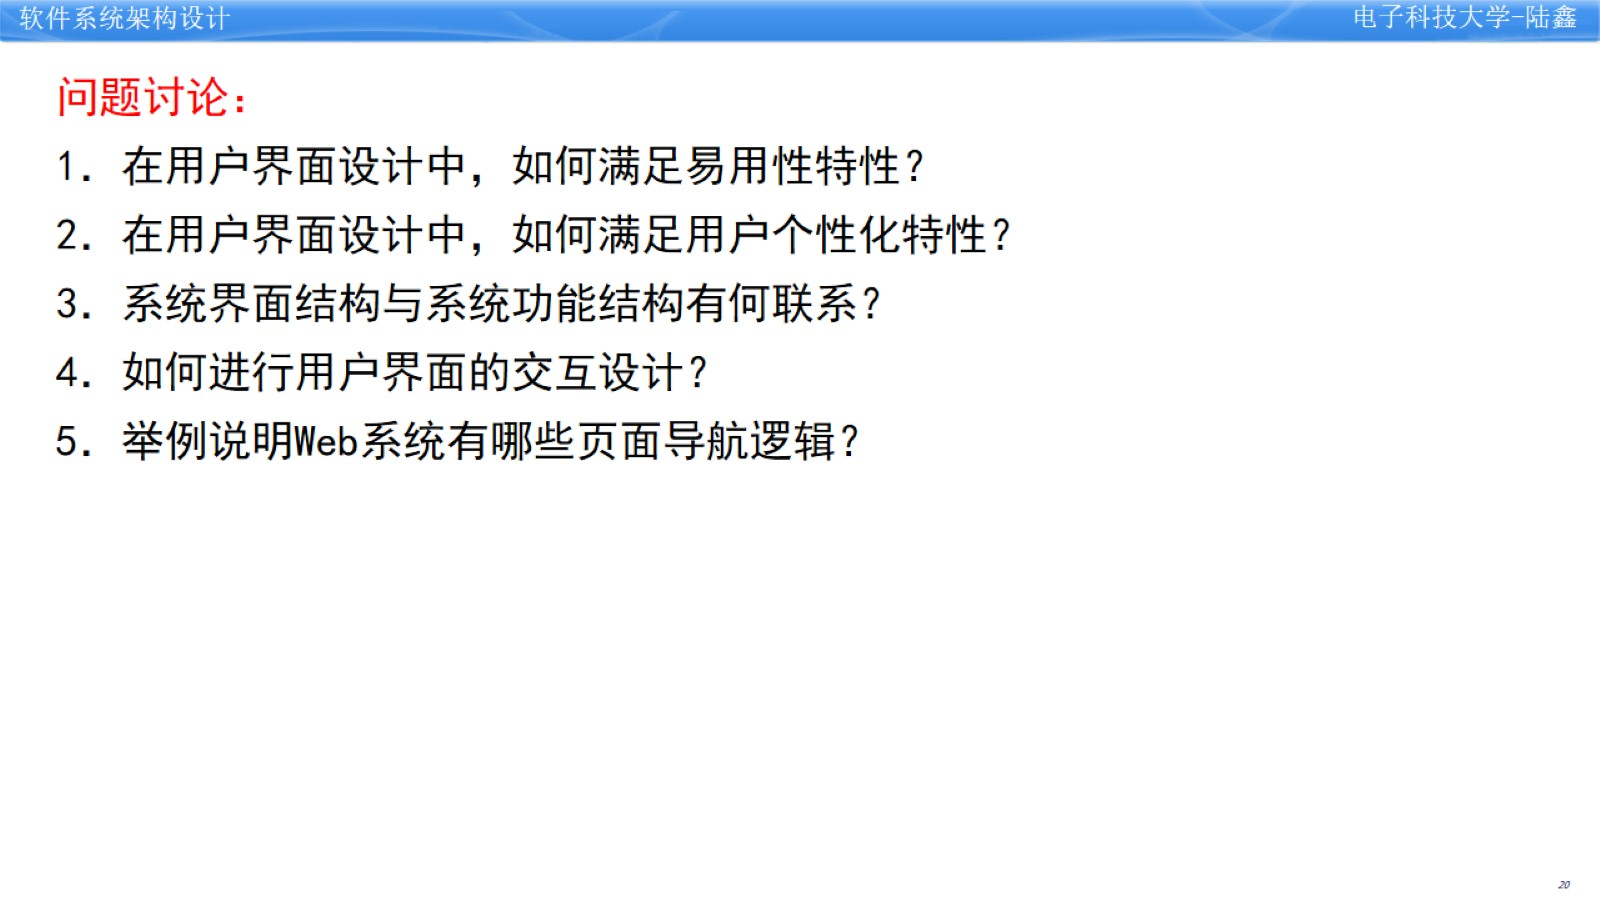 软件系统架构设计
电子科技大学-陆鑫
问题讨论：
1. 在用户界面设计中，如何满足易用性特性？
2. 在用户界面设计中，如何满足用户个性化特性？
3. 系统界面结构与系统功能结构有何联系？
4. 如何进行用户界面的交互设计？
5. 举例说明Web系统有哪些页面导航逻辑？
20